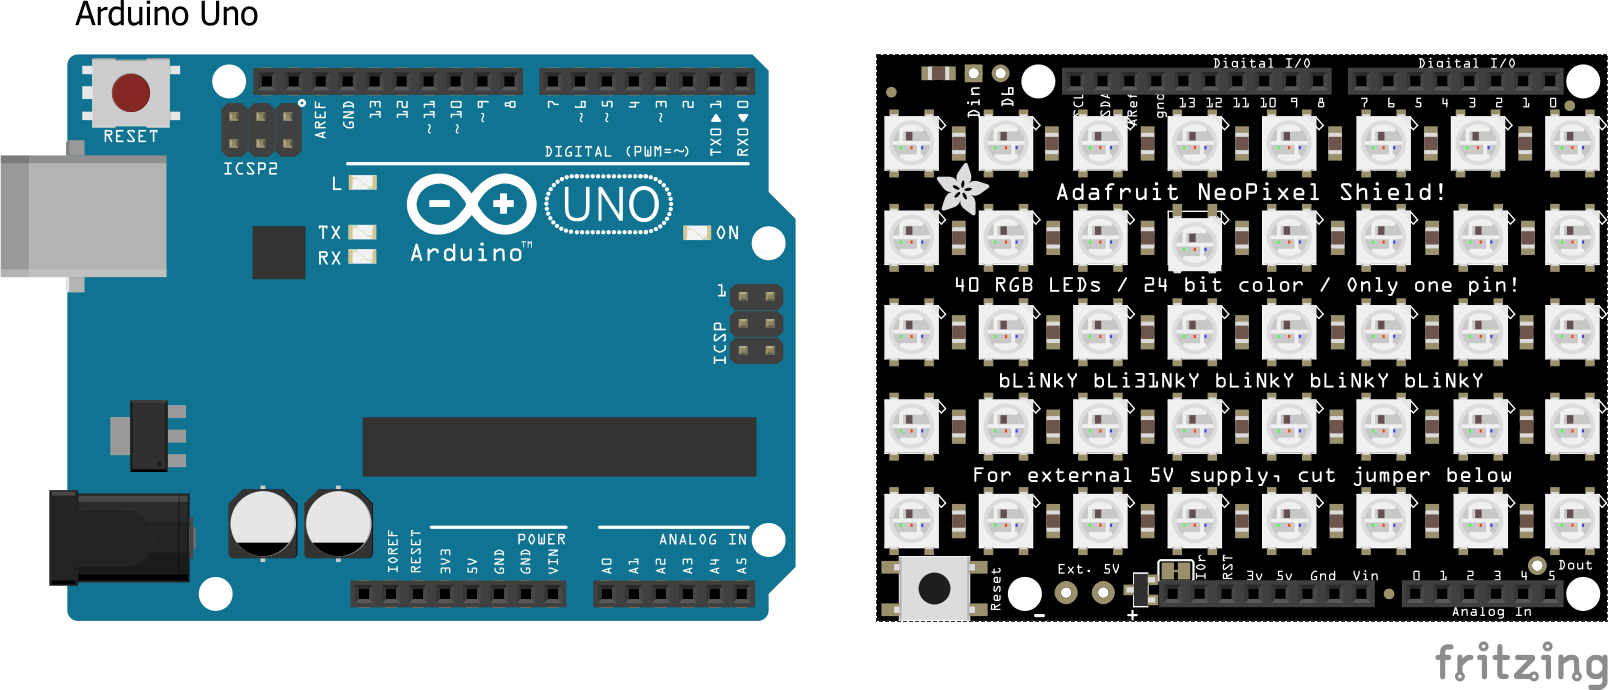 Arduino Uno
RESET
ICSP2
AREF
GND
13
12
~11
~10
~9
8
7
~6
~5
4
~3
2
TX0 ▶ 1
RX0 ◀ 0
DIGITAL (PWM=~)
L
TX
RX
UNO
Arduino™
ON
1
ICSP
IOREF
RESET
3V3
5V
GND
GND
VIN
POWER
A0
A1
A2
A3
A4
A5
ANALOG IN
Digital I/O
Digital I/O
Din
D6
SCL
SDA
ARef
gnd
13 12 11 10 9 8
7 6 5 4 3 2 1 0
Adafruit NeoPixel Shield!
40 RGB LEDs / 24 bit color / Only one pin!
bLiNkY bLi31NkY bLiNkY bLiNkY bLiNkY
For external 5V supply, cut jumper below
Reset
Ext. 5V
-
+
IOr
RST
3v 5v Gnd Vin
0 1 2 3 4 5
Dout
Analog In
fritzing